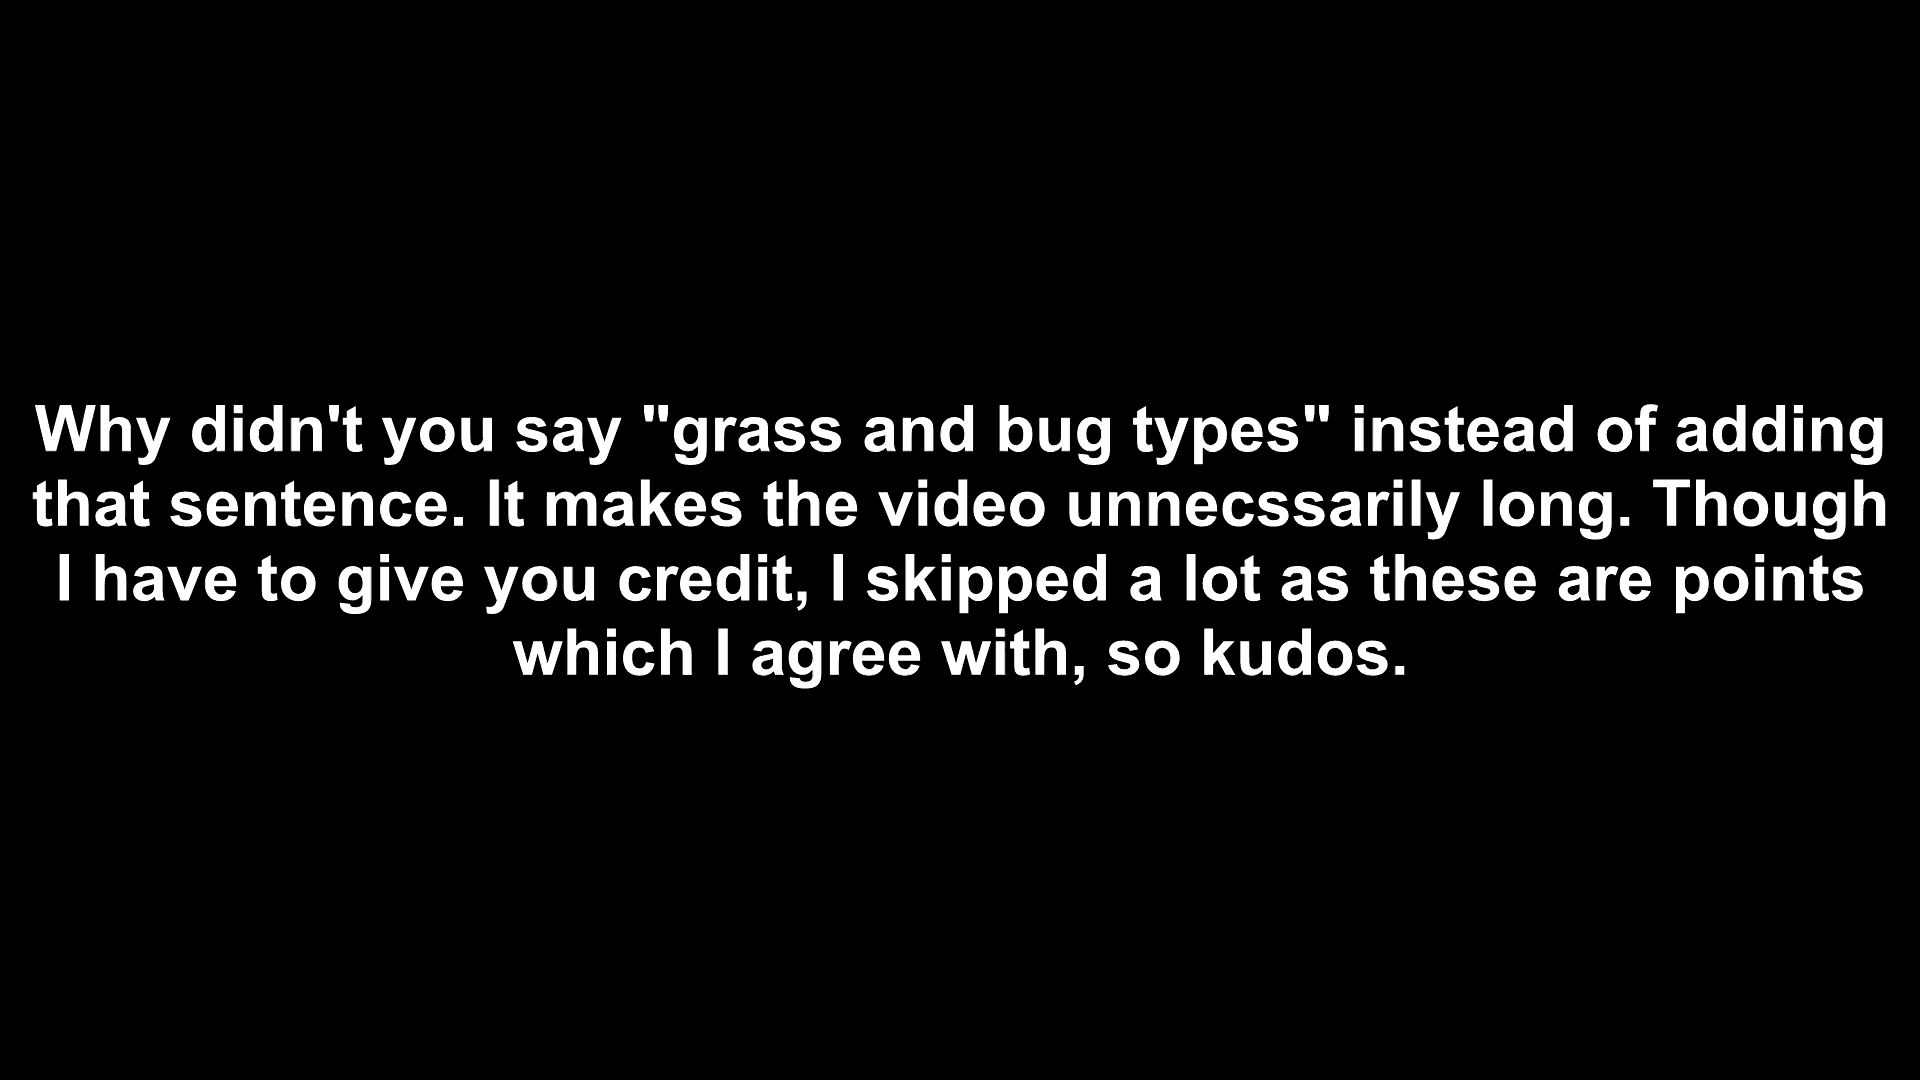 Why didn't you say "grass and bug types" instead of adding
that sentence. It makes the video unnecssarily long. Though
I have to give you credit, I skipped a lot as these are points
which I agree with, so kudos.